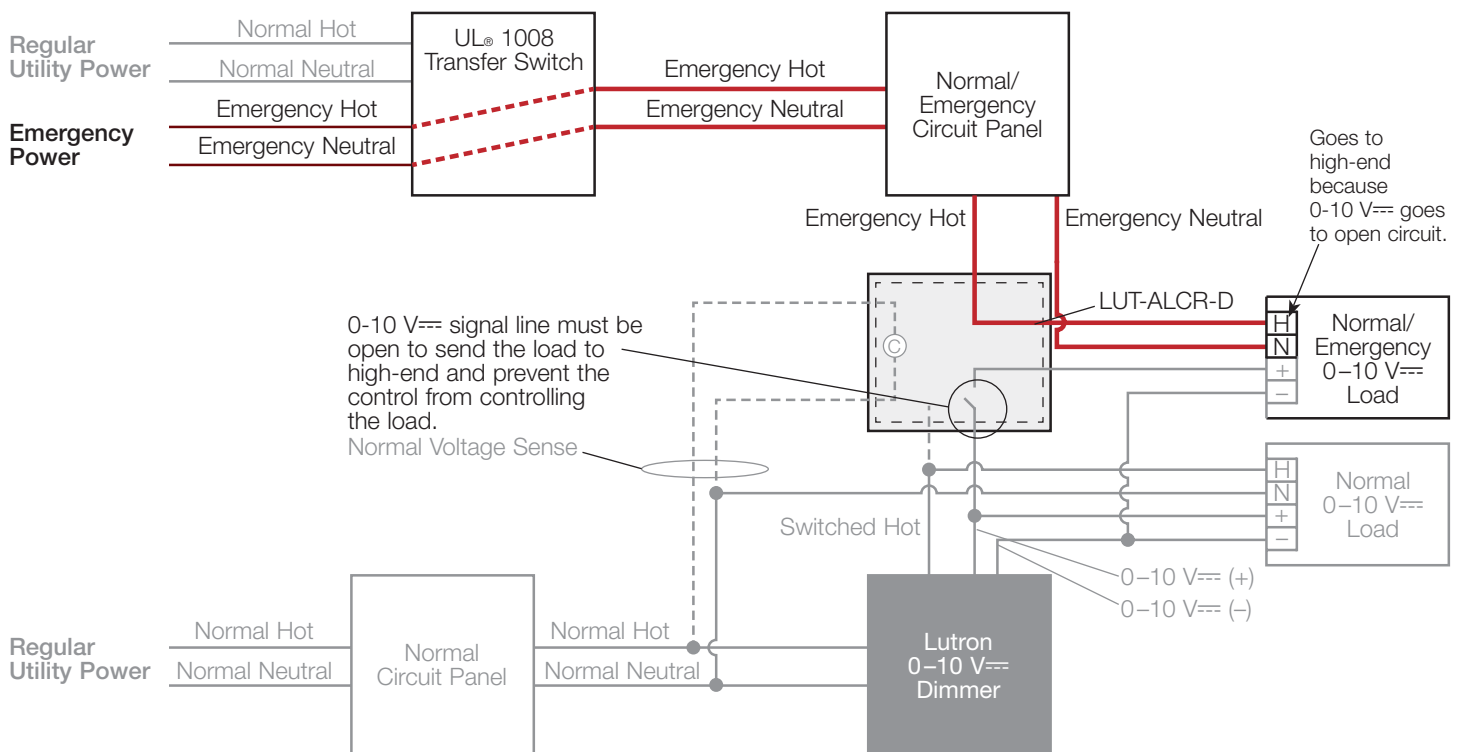 Regular
Utility Power
Normal Hot
Normal Neutral
Emergency
Power
Emergency Hot
Emergency Neutral
UL® 1008
Transfer Switch
Emergency Hot
Emergency Neutral
Normal/
Emergency
Circuit Panel
Goes to
high-end
because
0-10 V⎓ goes
to open circuit.
Emergency Hot
Emergency Neutral
LUT-ALCR-D
C
0-10 V⎓ signal line must be
open to send the load to
high-end and prevent the
control from controlling
the load.
Normal Voltage Sense
H
N
+
–
Normal/
Emergency
0–10 V⎓
Load
H
N
+
–
Normal
0–10 V⎓
Load
Switched Hot
0–10 V⎓ (+)
0–10 V⎓ (–)
Regular
Utility Power
Normal Hot
Normal Neutral
Normal
Circuit Panel
Normal Hot
Normal Neutral
Lutron
0–10 V⎓
Dimmer